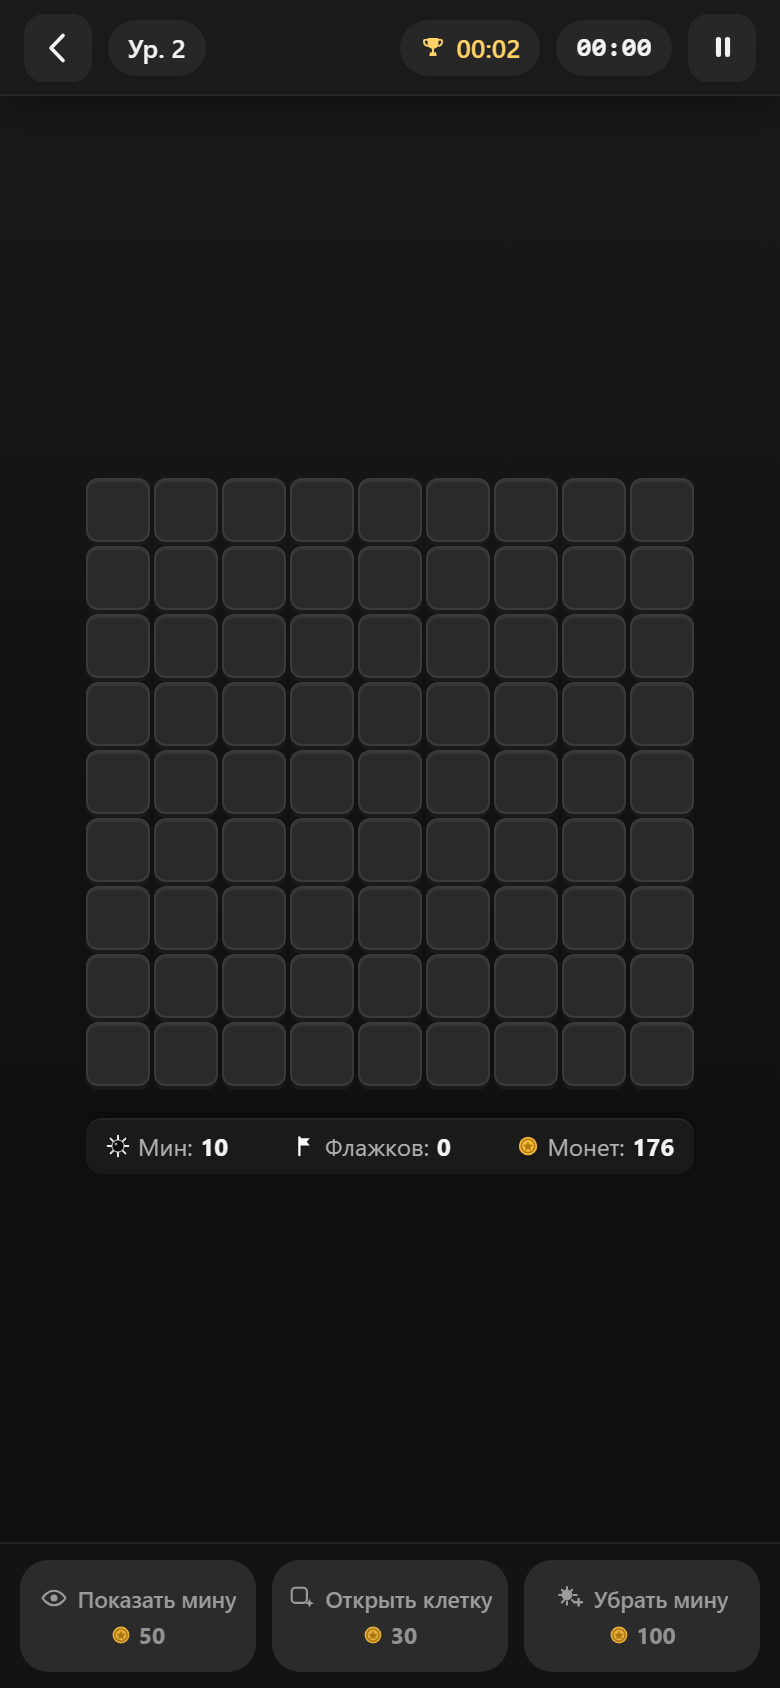 Ур. 2
00:02
00:00
Мин: 10
Флажков: 0
Монет: 176
Показать мину
50
Открыть клетку
30
Убрать мину
100